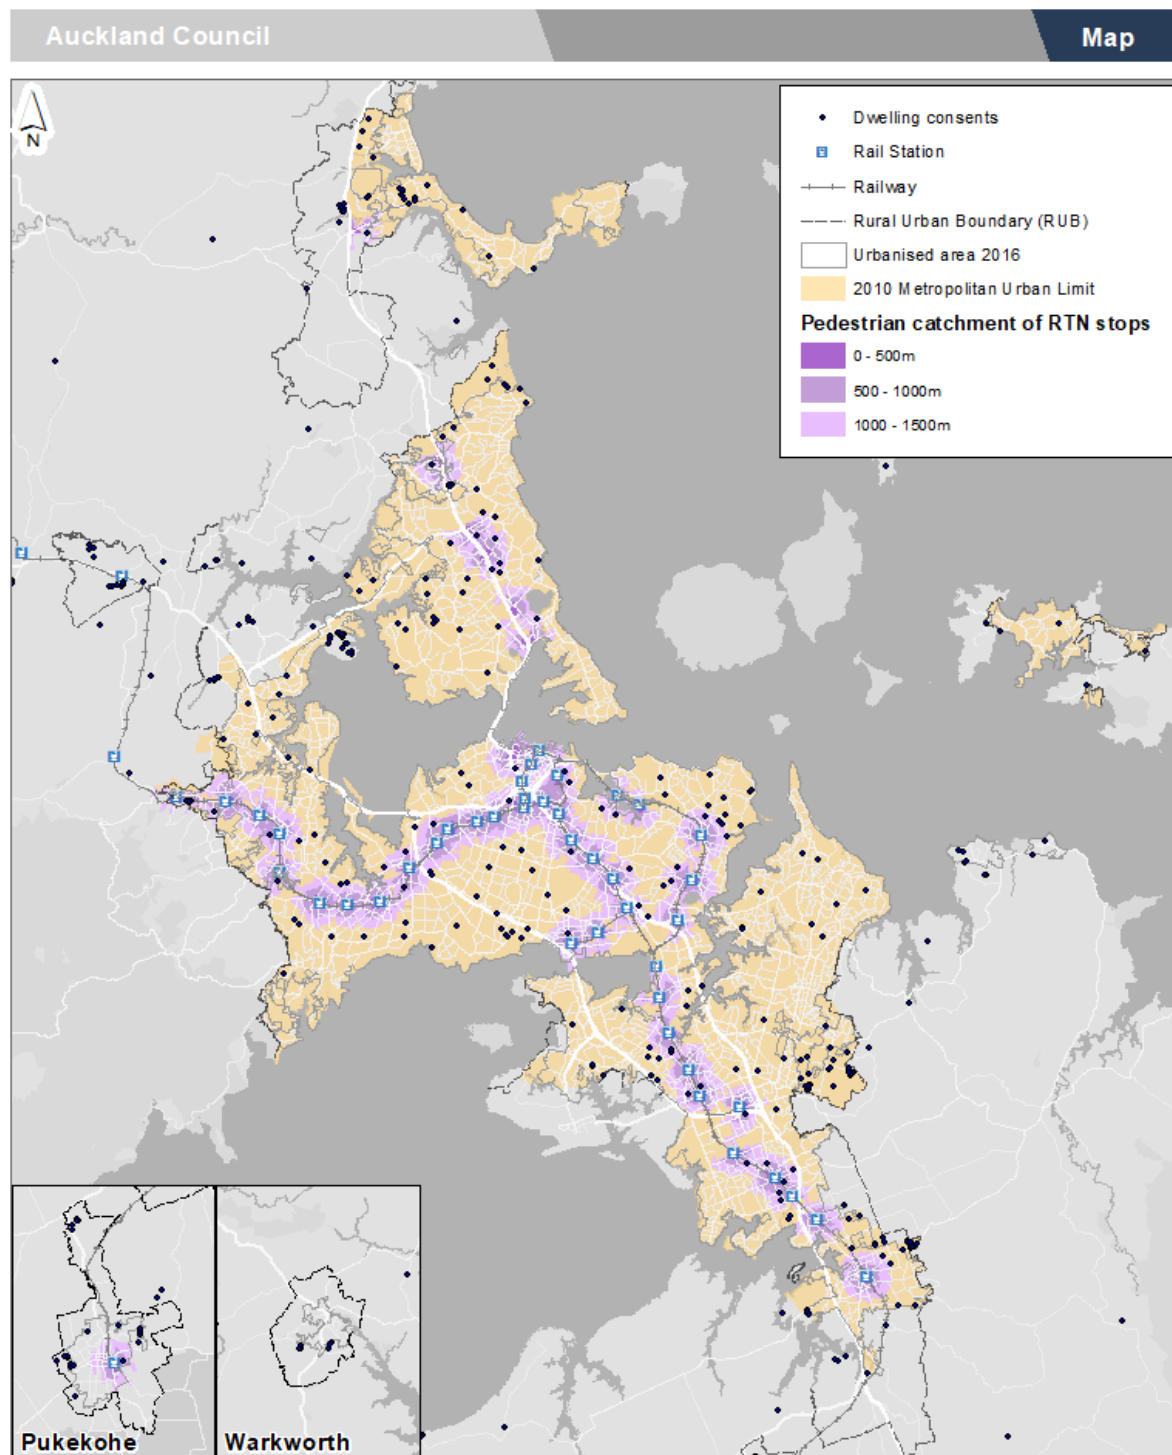 Auckland Council
Map
N
Dwelling consents
Rail Station
Railway
Rural Urban Boundary (RUB)
Urbanised area 2016
2010 Metropolitan Urban Limit
Pedestrian catchment of RTN stops
0 - 500m
500 - 1000m
1000 - 1500m
Pukekohe
Warkworth